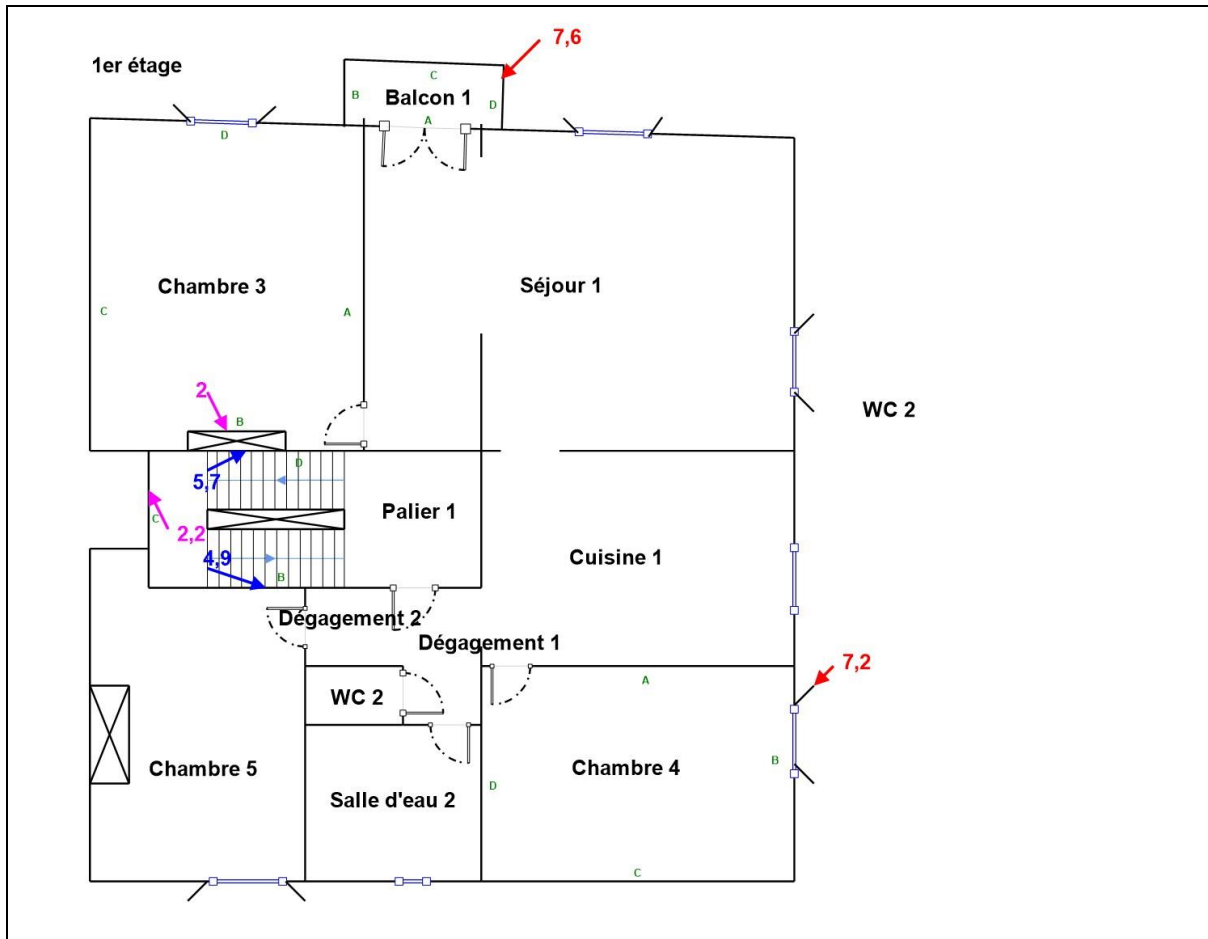 7,6
1er étage
C
B
Balcon 1
D
A
D
Chambre 3
Séjour 1
C
A
2
B
WC 2
D
5,7
Palier 1
C
2,2
4,9
Cuisine 1
B
Dégagement 2
Dégagement 1
7,2
A
WC 2
Chambre 5
Chambre 4
B
D
Salle d'eau 2
C